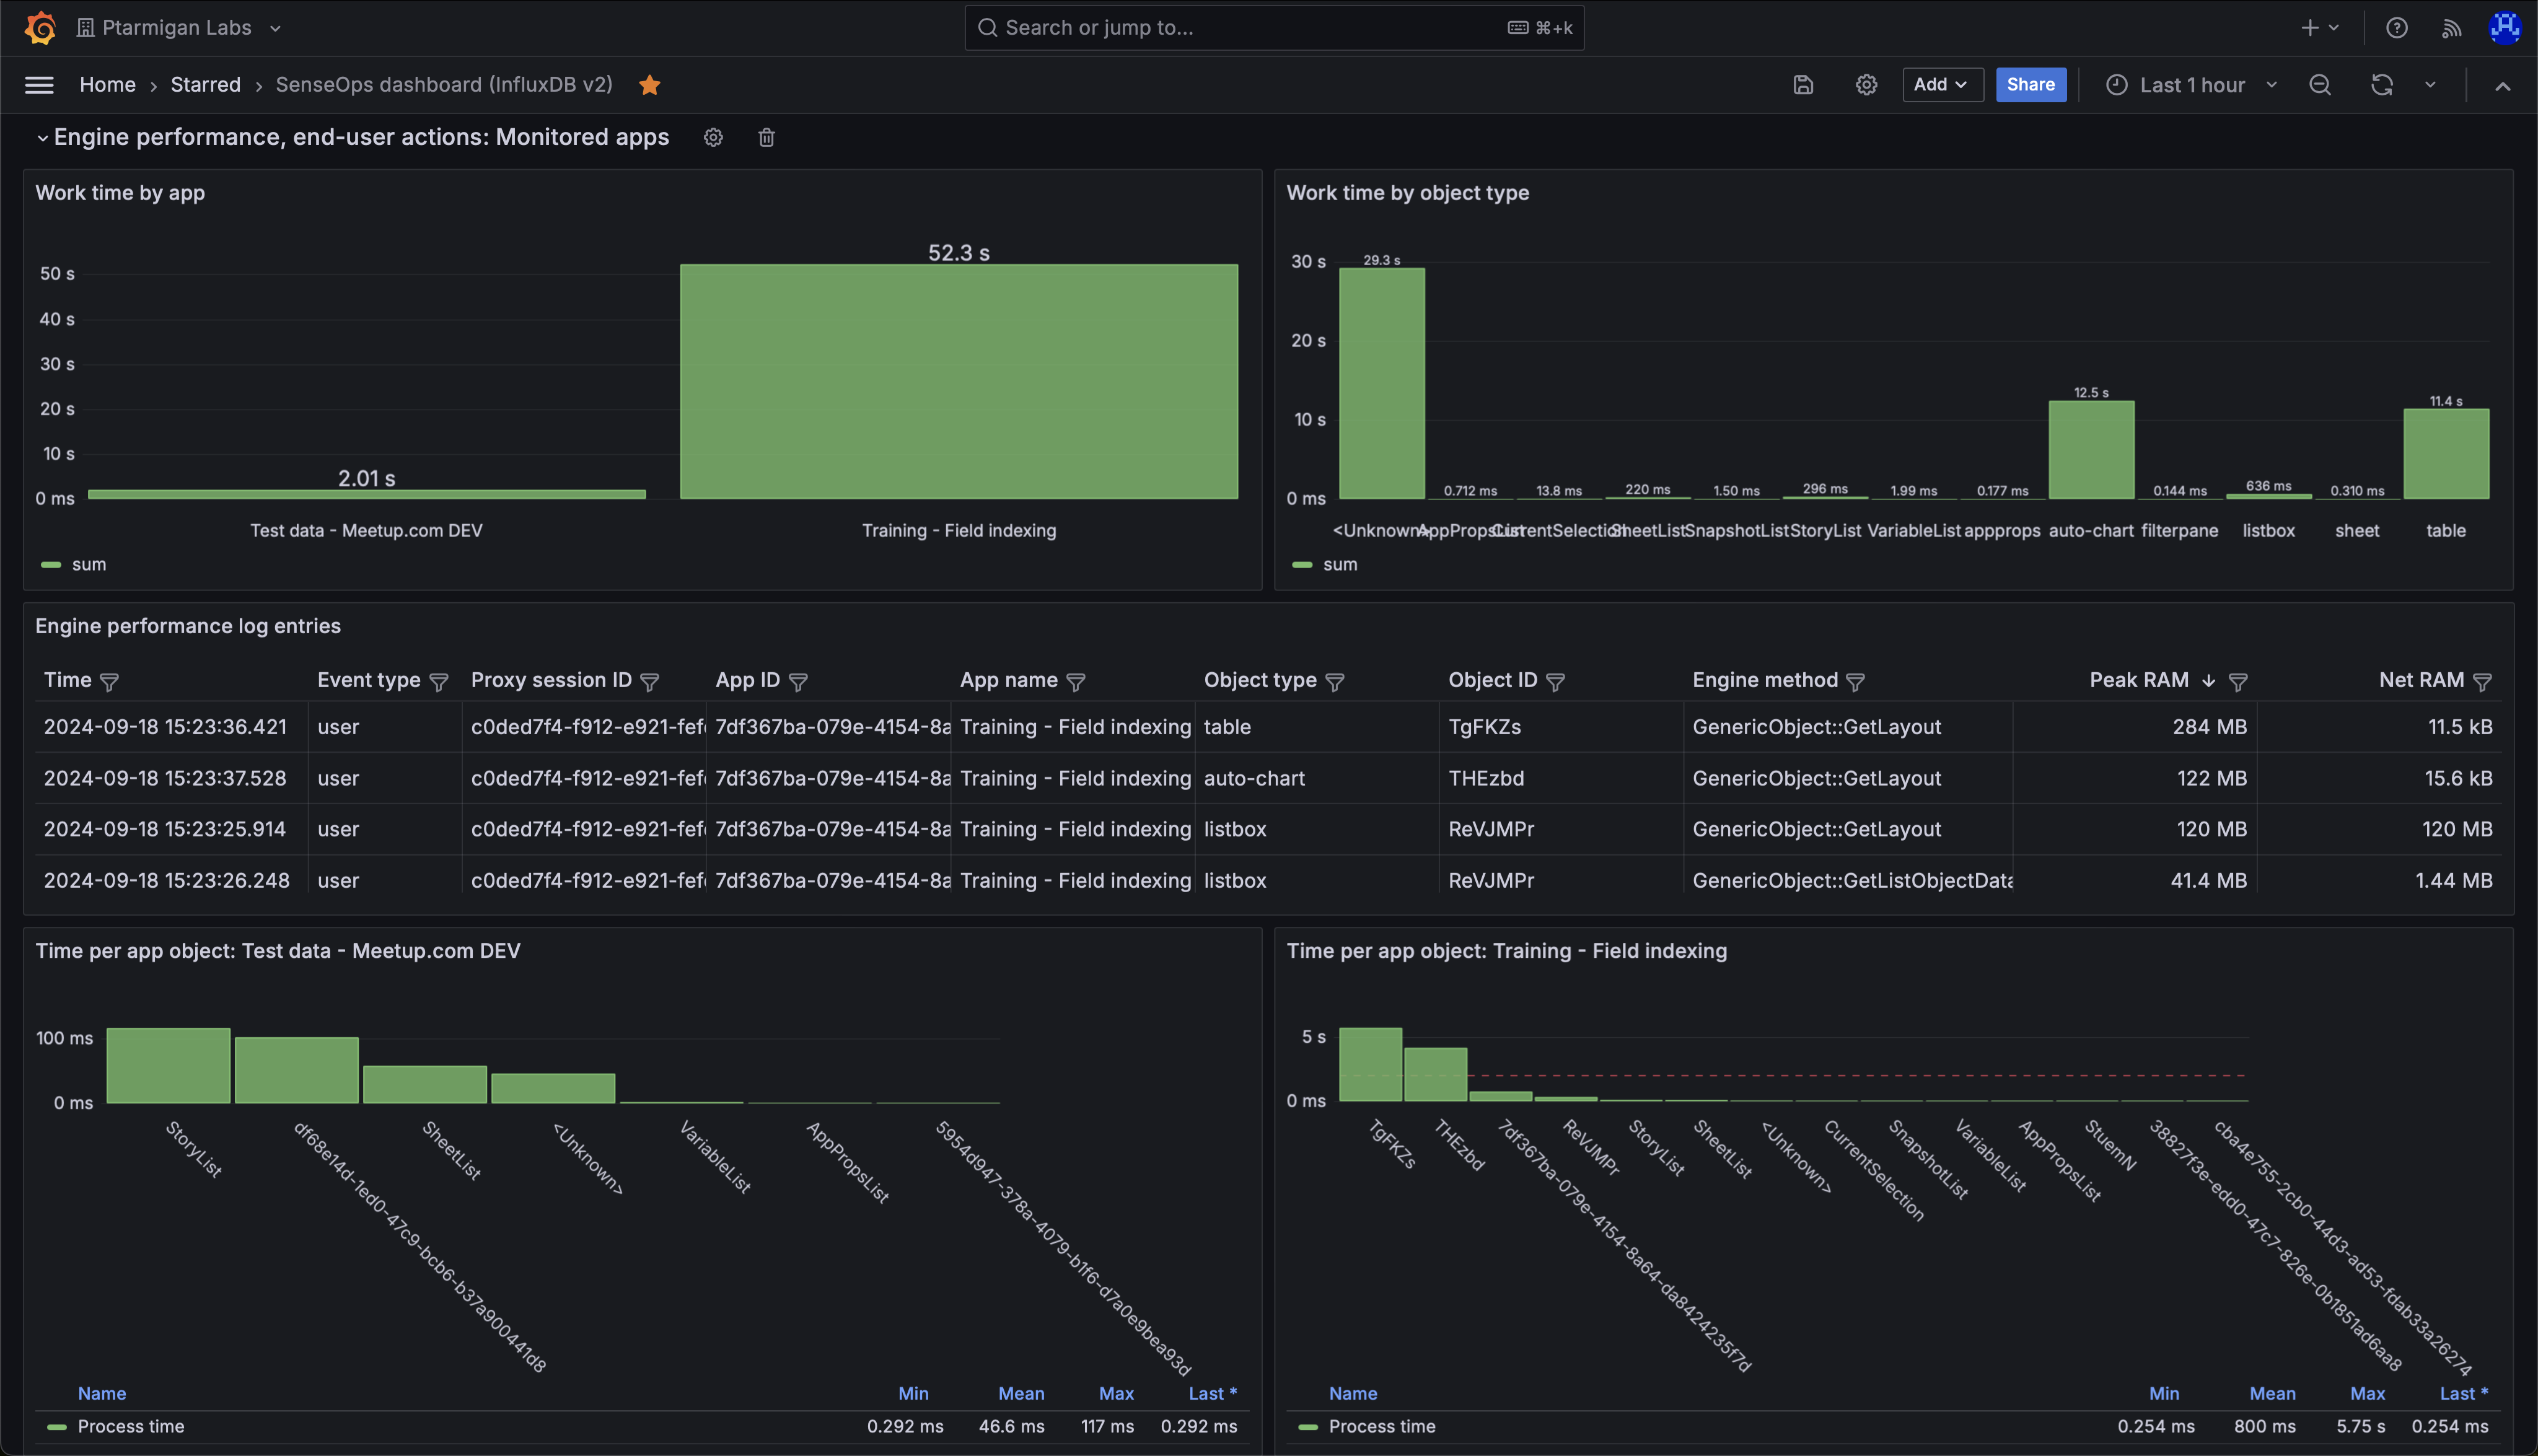 Ptarmigan Labs
Search or jump to...
⌘+k
Home › Starred › SenseOps dashboard (InfluxDB v2)
Add
Share
Last 1 hour
Engine performance, end-user actions: Monitored apps
Work time by app
52.3 s
50 s
40 s
30 s
20 s
10 s
2.01 s
0 ms
Test data - Meetup.com DEV Training - Field indexing
sum
Work time by object type
30 s
29.3 s
20 s
12.5 s
11.4 s
10 s
0.712 ms 13.8 ms 220 ms 1.50 ms 296 ms 1.99 ms 0.177 ms 0.144 ms 636 ms 0.310 ms
0 ms
<Unknown> AppPropsList CurrentSelection SheetList SnapshotList StoryList VariableList appprops auto-chart filterpane listbox sheet table
sum
Engine performance log entries
Time Event type Proxy session ID App ID App name Object type Object ID Engine method Peak RAM ↓ Net RAM
2024-09-18 15:23:36.421 user c0ded7f4-f912-e921-fef 7df367ba-079e-4154-8a Training - Field indexing table TgFKZs GenericObject::GetLayout 284 MB 11.5 kB
2024-09-18 15:23:37.528 user c0ded7f4-f912-e921-fef 7df367ba-079e-4154-8a Training - Field indexing auto-chart THEzbd GenericObject::GetLayout 122 MB 15.6 kB
2024-09-18 15:23:25.914 user c0ded7f4-f912-e921-fef 7df367ba-079e-4154-8a Training - Field indexing listbox ReVJMPr GenericObject::GetLayout 120 MB 120 MB
2024-09-18 15:23:26.248 user c0ded7f4-f912-e921-fef 7df367ba-079e-4154-8a Training - Field indexing listbox ReVJMPr GenericObject::GetListObjectData 41.4 MB 1.44 MB
Time per app object: Test data - Meetup.com DEV
100 ms
0 ms
StoryList
df68e14d-1ed0-47c9-bcb6-b37a900441d8
SheetList
<Unknown>
VariableList
AppPropsList
5954d947-378a-4079-b1f6-d7a0e9bea93d
Name Min Mean Max Last *
Process time 0.292 ms 46.6 ms 117 ms 0.292 ms
Time per app object: Training - Field indexing
5 s
0 ms
TgFKZs
THEzbd
7df367ba-079e-4154-8a64-da8424235f7d
ReVJMPr
StoryList
SheetList
<Unknown>
CurrentSelection
SnapshotList
VariableList
AppPropsList
StuemN
38827f3e-edd0-47c7-826e-0b1851ad6aa8
cba4e755-2cb0-44d3-ad53-fdab33a26274
Name Min Mean Max Last *
Process time 0.254 ms 800 ms 5.75 s 0.254 ms